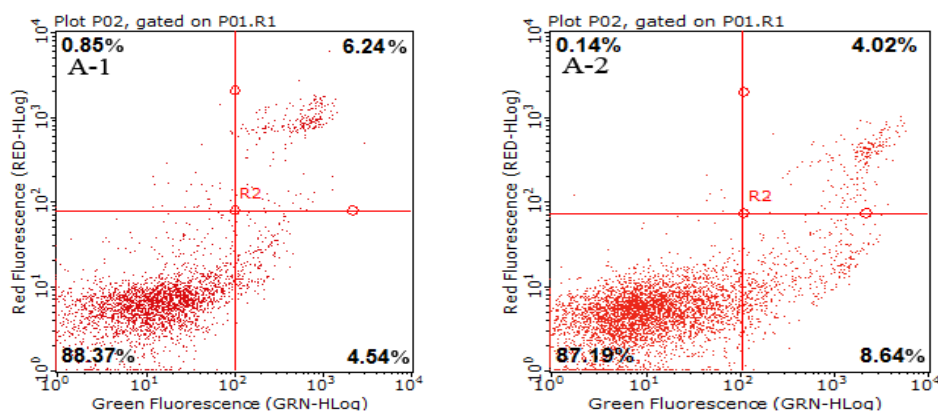 Plot P02, gated on P01.R1
0.85%
6.24%
A-1
R2
88.37%
4.54%
Red Fluorescence (RED-HLog)
10^0
10^1
10^2
10^3
10^4
10^0
10^1
10^2
10^3
10^4
Green Fluorescence (GRN-HLog)
Plot P02, gated on P01.R1
0.14%
4.02%
A-2
R2
87.19%
8.64%
Red Fluorescence (RED-HLog)
10^0
10^1
10^2
10^3
10^4
10^0
10^1
10^2
10^3
10^4
Green Fluorescence (GRN-HLog)